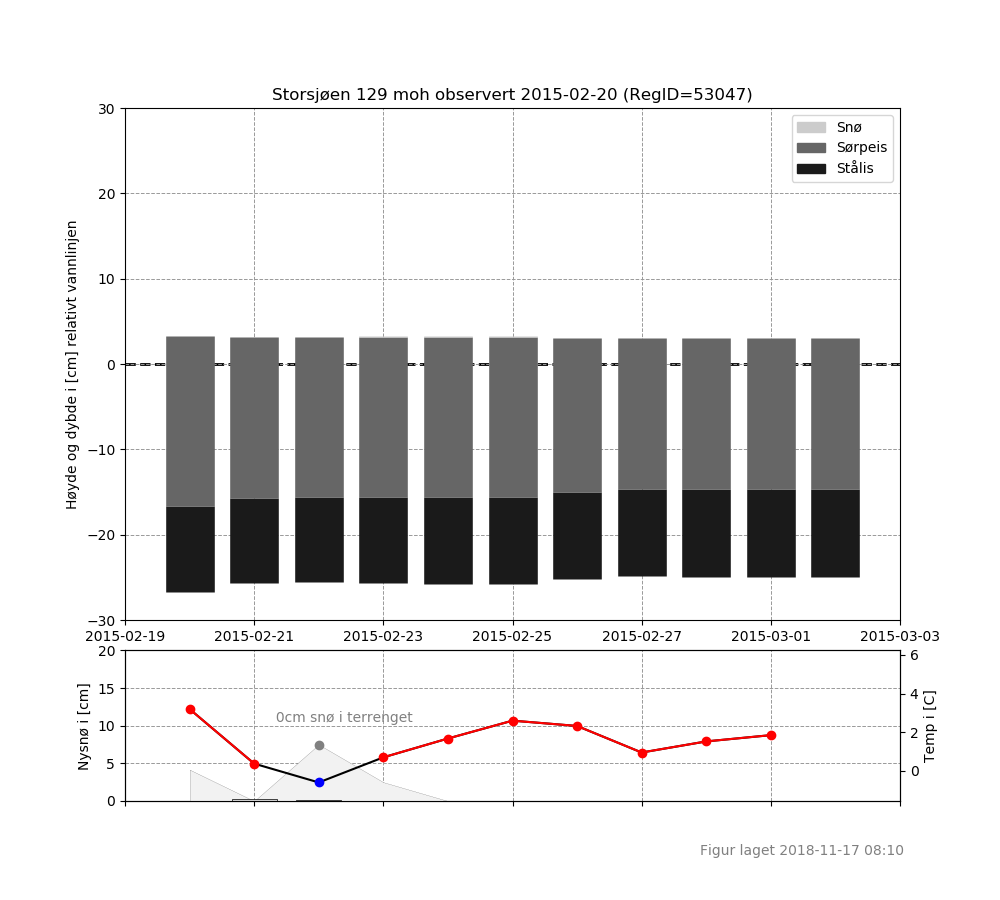 Storsjøen 129 moh observert 2015-02-20 (RegID=53047)
Høyde og dybde i [cm] relativt vannlinjen
30
20
10
0
−10
−20
−30
Snø
Sørpeis
Stålis
2015-02-19 2015-02-21 2015-02-23 2015-02-25 2015-02-27 2015-03-01 2015-03-03
Nysnø i [cm]
20
15
10
5
0
0cm snø i terrenget
6
4
2
0
Temp i [C]
Figur laget 2018-11-17 08:10